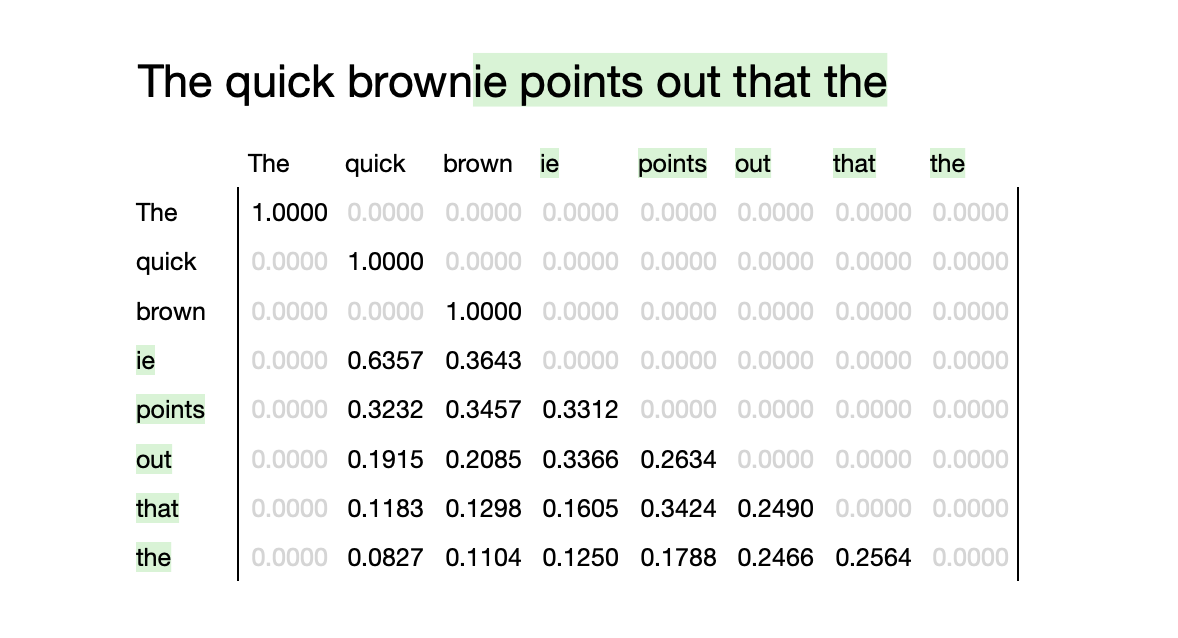 The quick brownie points out that the
The quick brown ie points out that the
The 1.0000 0.0000 0.0000 0.0000 0.0000 0.0000 0.0000 0.0000
quick 0.0000 1.0000 0.0000 0.0000 0.0000 0.0000 0.0000 0.0000
brown 0.0000 0.0000 1.0000 0.0000 0.0000 0.0000 0.0000 0.0000
ie 0.0000 0.6357 0.3643 0.0000 0.0000 0.0000 0.0000 0.0000
points 0.0000 0.3232 0.3457 0.3312 0.0000 0.0000 0.0000 0.0000
out 0.0000 0.1915 0.2085 0.3366 0.2634 0.0000 0.0000 0.0000
that 0.0000 0.1183 0.1298 0.1605 0.3424 0.2490 0.0000 0.0000
the 0.0000 0.0827 0.1104 0.1250 0.1788 0.2466 0.2564 0.0000